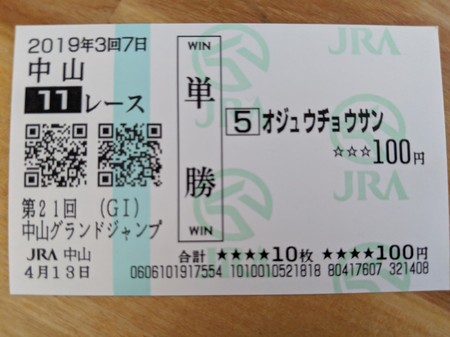 2019年3回7日
中山
11レース
第21回 (GI)
中山グランドジャンプ
JRA 中山
4月13日
WIN
単勝
WIN
JRA
5 オジュウチョウサン
☆☆☆100円
JRA
合計 ★★★★10枚 ★★★★100円
0606101917554 1010010521818 80417607 321408